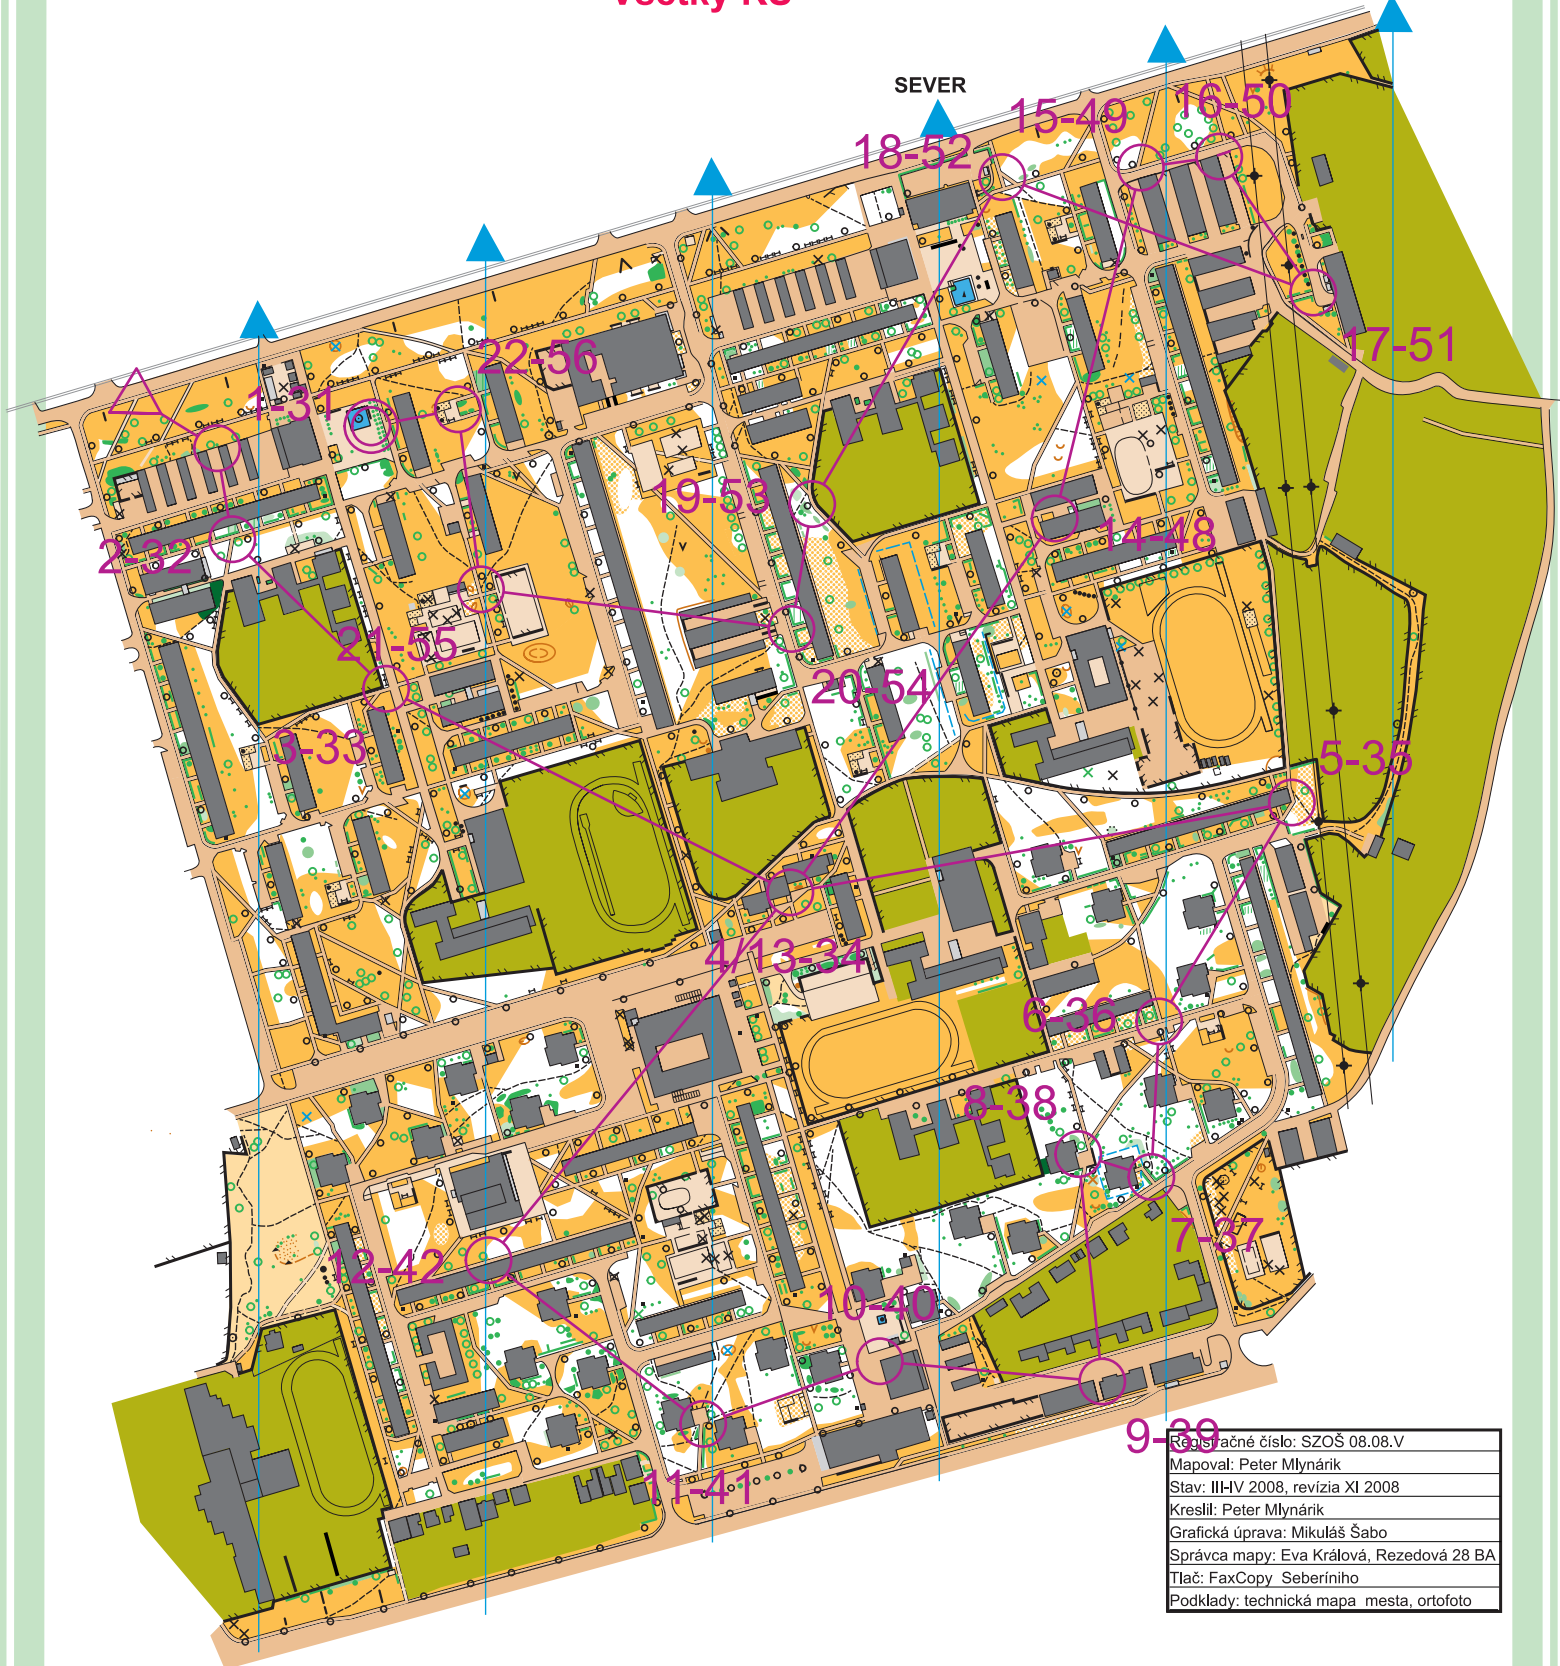 Všetky KS
SEVER
16-50
15-49
18-52
17-51
22-56
1-31
19-53
14-48
2-32
21-55
20-54
3-33
5-35
4/13-34
6-36
8-38
7-37
12-42
10-40
9-39
11-41
Registračné číslo: SZOŠ 08.08.V
Mapoval: Peter Mlynárik
Stav: III-IV 2008, revízia XI 2008
Kreslil: Peter Mlynárik
Grafická úprava: Mikuláš Šabo
Správca mapy: Eva Králová, Rezedová 28 BA
Tlač: FaxCopy Seberíniho
Podklady: technická mapa mesta, ortofoto